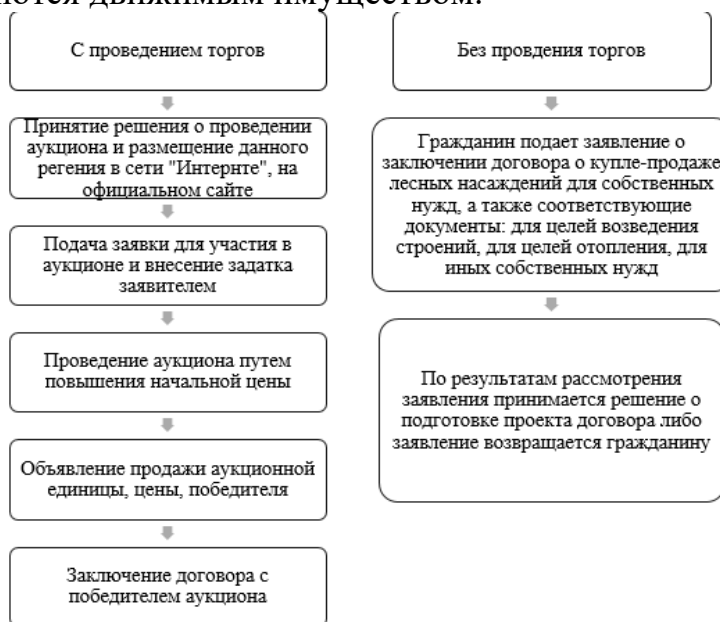 движимым имуществом.
С проведением торгов
Принятие решения о проведении
аукциона и размещение данного
регения в сети "Интернте", на
официальном сайте
Подача заявки для участия в
аукционе и внесение задатка
заявителем
Проведение аукциона путем
повышения начальной цены
Объявление продажи аукционной
единицы, цены, победителя
Заключение договора с
победителем аукциона
Без провдения торгов
Гражданин подает заявление о
заключении договора о купле-продаже
лесных насаждений для собственных
нужд, а также соответствующие
документы: для целей возведения
строений, для целей отопления, для
иных собственных нужд
По результатам рассмотрения
заявления принимается решение о
подготовке проекта договора либо
заявление возвращается гражданину